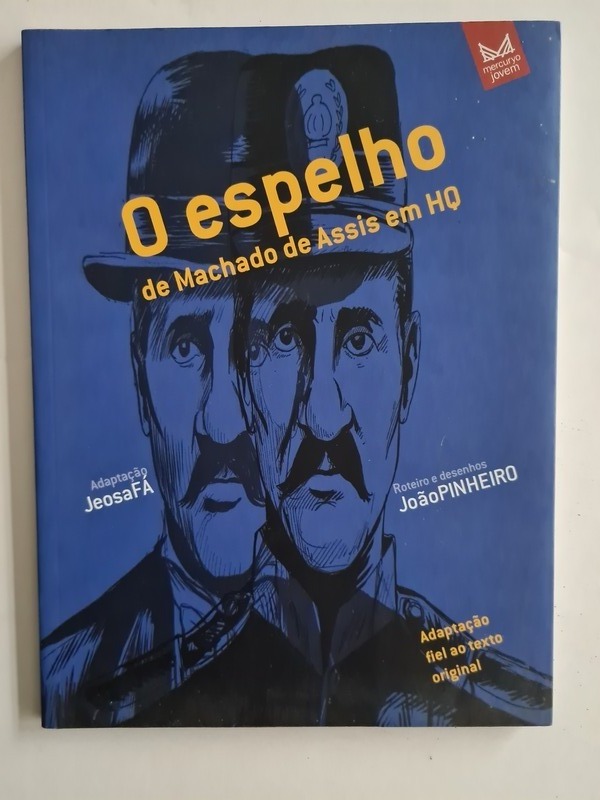 mercuryo
jovem
O espelho
de Machado de Assis em HQ
Adaptação
JeosaFÁ
Roteiro e desenhos
JoãoPINHEIRO
Adaptação
fiel ao texto
original